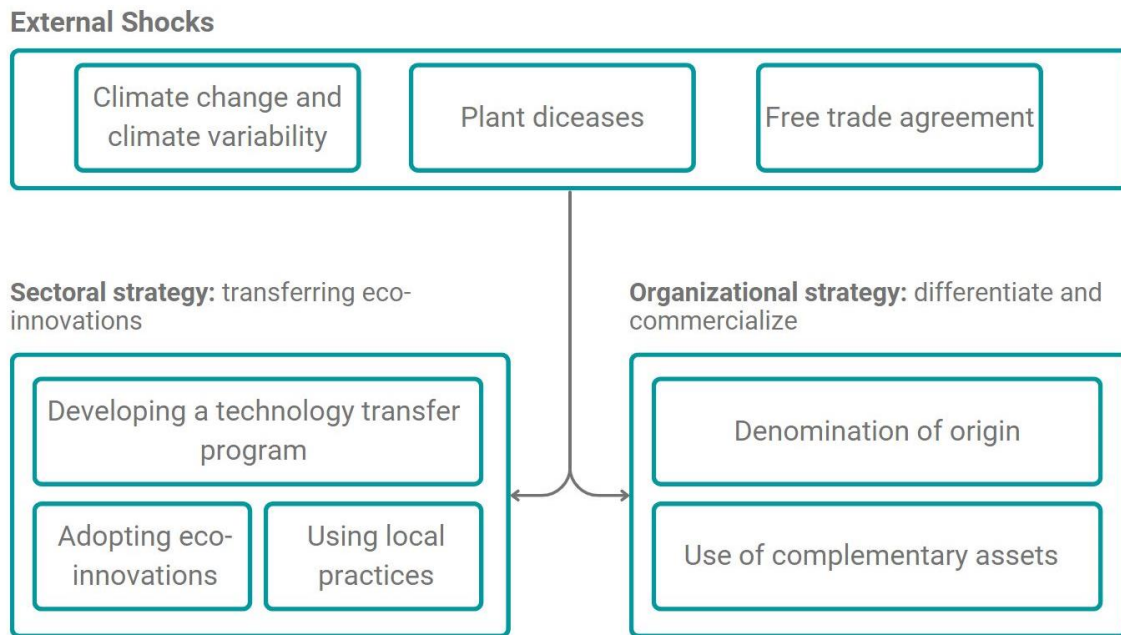 External Shocks
Climate change and
climate variability
Plant diceases
Free trade agreement
Sectoral strategy: transferring eco-
innovations
Organizational strategy: differentiate and
commercialize
Developing a technology transfer
program
Adopting eco-
innovations
Using local
practices
Denomination of origin
Use of complementary assets